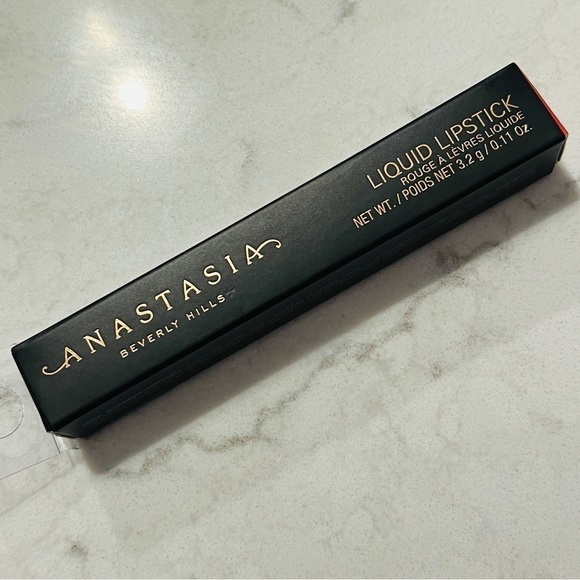 ANASTASIA
BEVERLY HILLS
LIQUID LIPSTICK
ROUGE À LÈVRES LIQUIDE
NET WT. / POIDS NET 3.2 g / 0.11 Oz.